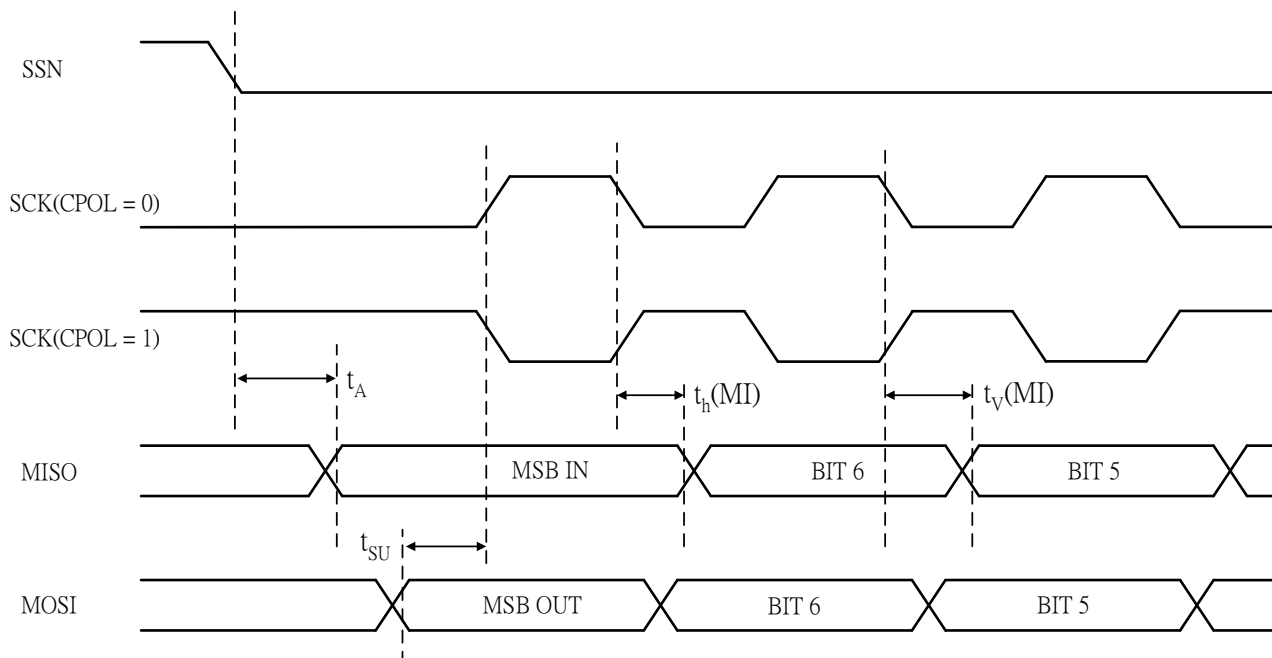 SSN
SCK(CPOL = 0)
SCK(CPOL = 1)
tA
th(MI)
tV(MI)
MISO
MSB IN
BIT 6
BIT 5
tSU
MOSI
MSB OUT
BIT 6
BIT 5